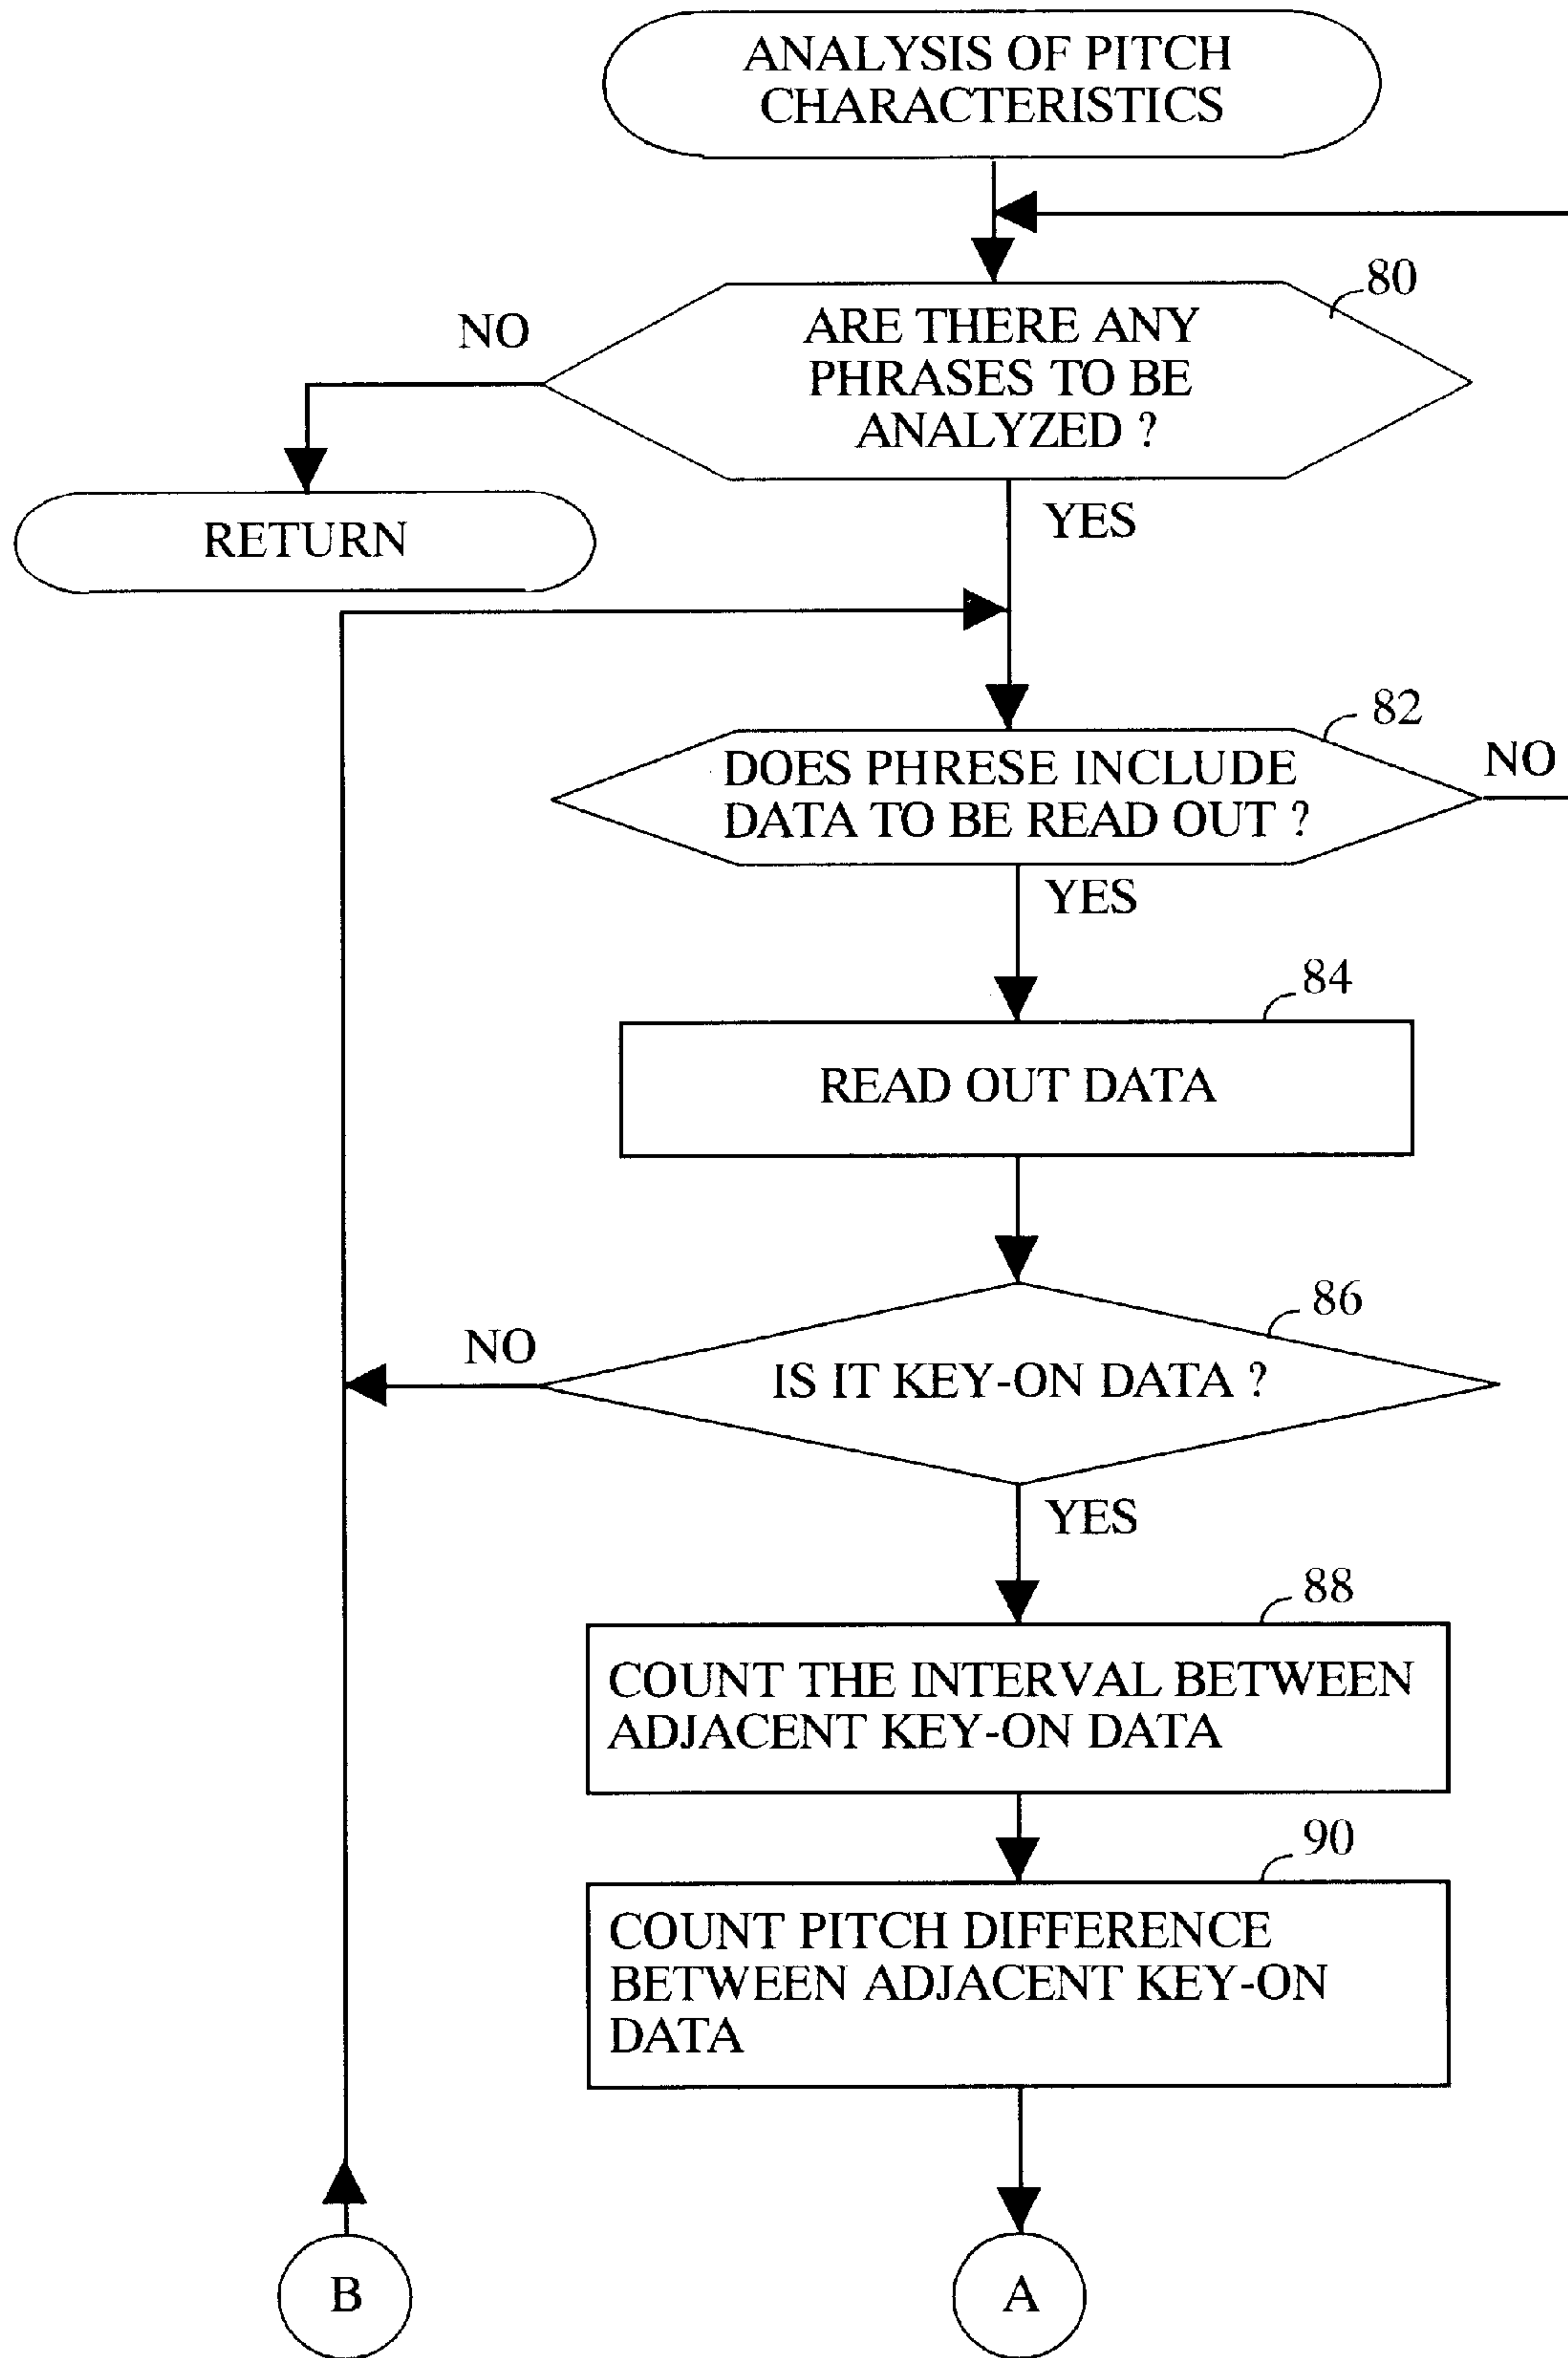 ANALYSIS OF PITCH
CHARACTERISTICS
80
NO
ARE THERE ANY
PHRASES TO BE
ANALYZED ?
RETURN
YES
82
DOES PHRESE INCLUDE
DATA TO BE READ OUT ?
NO
YES
84
READ OUT DATA
86
NO
IS IT KEY-ON DATA ?
YES
88
COUNT THE INTERVAL BETWEEN
ADJACENT KEY-ON DATA
90
COUNT PITCH DIFFERENCE
BETWEEN ADJACENT KEY-ON
DATA
B
A